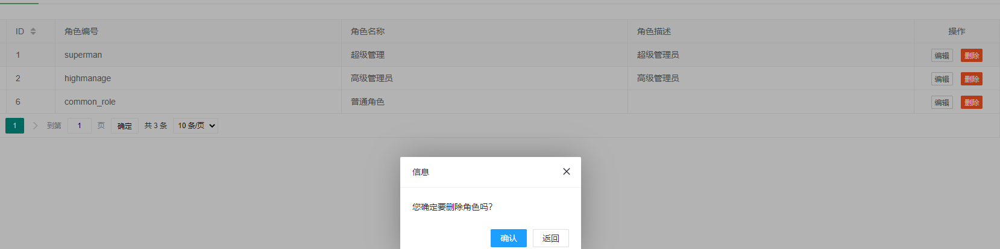 ID 角色编号 角色名称 角色描述 操作
1 superman 超级管理 超级管理员 编辑 删除
2 highmanage 高级管理员 高级管理员 编辑 删除
6 common_role 普通角色 编辑 删除
1 到第 1 页 确定 共 3 条 10 条/页
信息
您确定要删除角色吗?
确认 返回